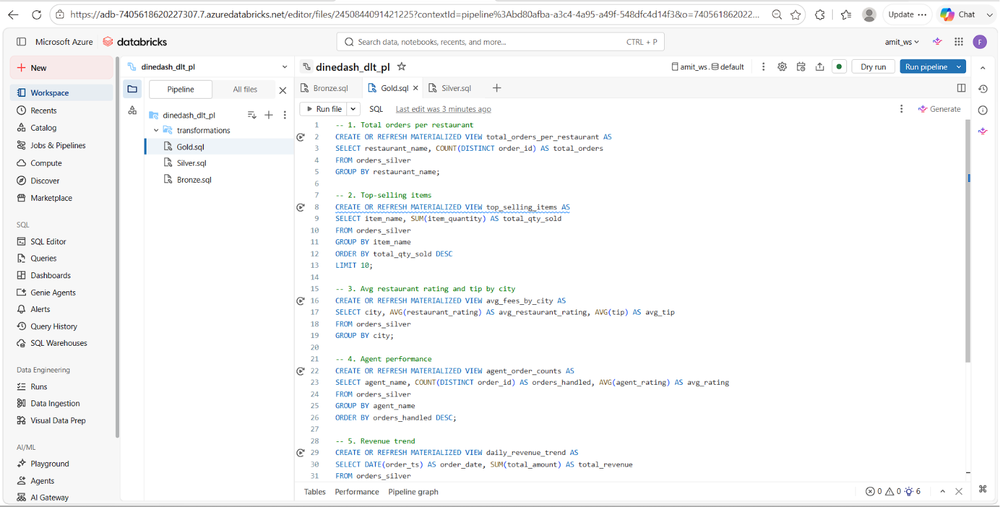 https://adb-7405618620227307.7.azuredatabricks.net/editor/files/2450844091421225?contextId=pipeline%3Abd80afba-a3c4-4a95-a49f-548dfc4d14f3&o=740561862022...
Update
Chat
Microsoft Azure
databricks
Search data, notebooks, recents, and more...
CTRL + P
amit_ws
F
New
Workspace
Recents
Catalog
Jobs & Pipelines
Compute
Discover
Marketplace
SQL
SQL Editor
Queries
Dashboards
Genie Agents
Alerts
Query History
SQL Warehouses
Data Engineering
Runs
Data Ingestion
Visual Data Prep
AI/ML
Playground
Agents
AI Gateway
dinedash_dlt_pl
Pipeline
All files
dinedash_dlt_pl
transformations
Gold.sql
Silver.sql
Bronze.sql
dinedash_dlt_pl
amit_ws.
default
Dry run
Run pipeline
Bronze.sql
Gold.sql
Silver.sql
Run file
SQL
Last edit was 3 minutes ago
Generate
1 -- 1. Total orders per restaurant
2 CREATE OR REFRESH MATERIALIZED VIEW total_orders_per_restaurant AS
3 SELECT restaurant_name, COUNT(DISTINCT order_id) AS total_orders
4 FROM orders_silver
5 GROUP BY restaurant_name;
6
7 -- 2. Top-selling items
8 CREATE OR REFRESH MATERIALIZED VIEW top_selling_items AS
9 SELECT item_name, SUM(item_quantity) AS total_qty_sold
10 FROM orders_silver
11 GROUP BY item_name
12 ORDER BY total_qty_sold DESC
13 LIMIT 10;
14
15 -- 3. Avg restaurant rating and tip by city
16 CREATE OR REFRESH MATERIALIZED VIEW avg_fees_by_city AS
17 SELECT city, AVG(restaurant_rating) AS avg_restaurant_rating, AVG(tip) AS avg_tip
18 FROM orders_silver
19 GROUP BY city;
20
21 -- 4. Agent performance
22 CREATE OR REFRESH MATERIALIZED VIEW agent_order_counts AS
23 SELECT agent_name, COUNT(DISTINCT order_id) AS orders_handled, AVG(agent_rating) AS avg_rating
24 FROM orders_silver
25 GROUP BY agent_name
26 ORDER BY orders_handled DESC;
27
28 -- 5. Revenue trend
29 CREATE OR REFRESH MATERIALIZED VIEW daily_revenue_trend AS
30 SELECT DATE(order_ts) AS order_date, SUM(total_amount) AS total_revenue
31 FROM orders_silver
Tables
Performance
Pipeline graph
0
0
6